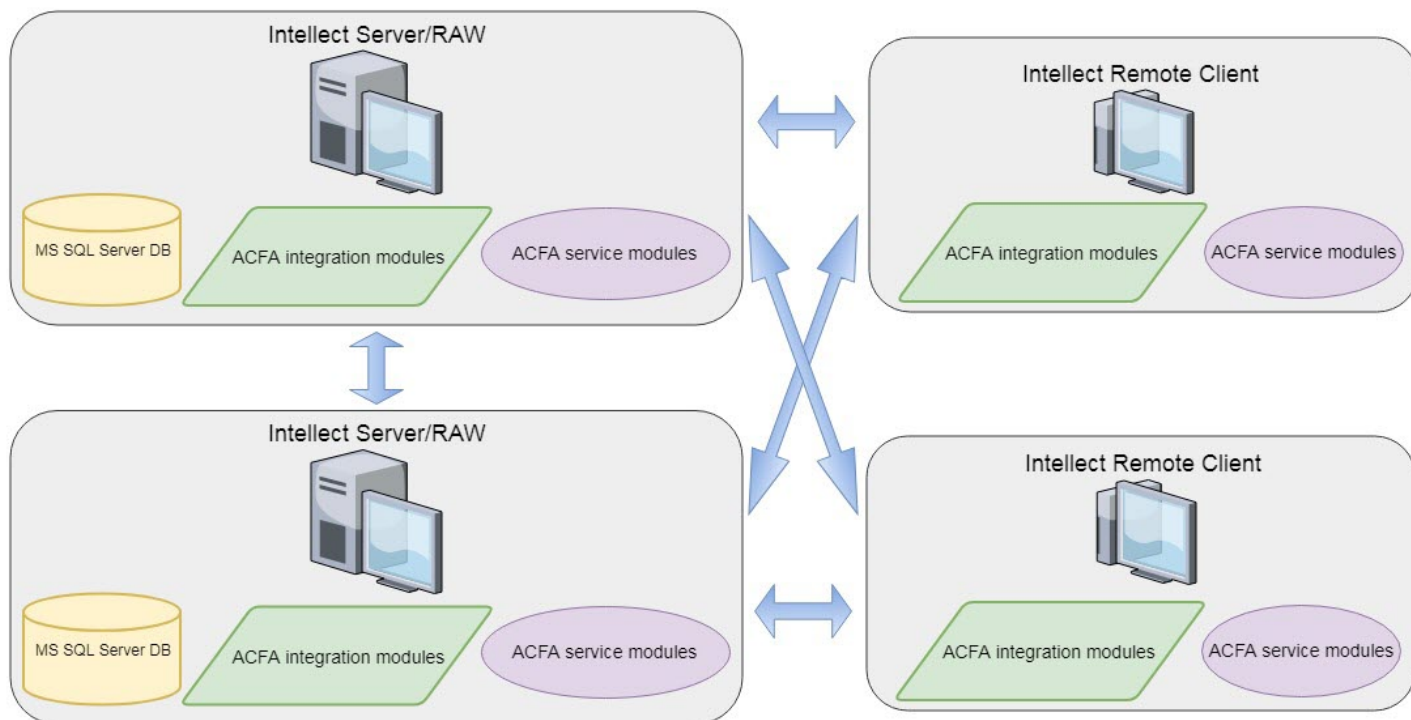 Intellect Server/RAW
MS SQL Server DB
ACFA integration modules
ACFA service modules
Intellect Remote Client
ACFA integration modules
ACFA service modules
Intellect Server/RAW
MS SQL Server DB
ACFA integration modules
ACFA service modules
Intellect Remote Client
ACFA integration modules
ACFA service modules